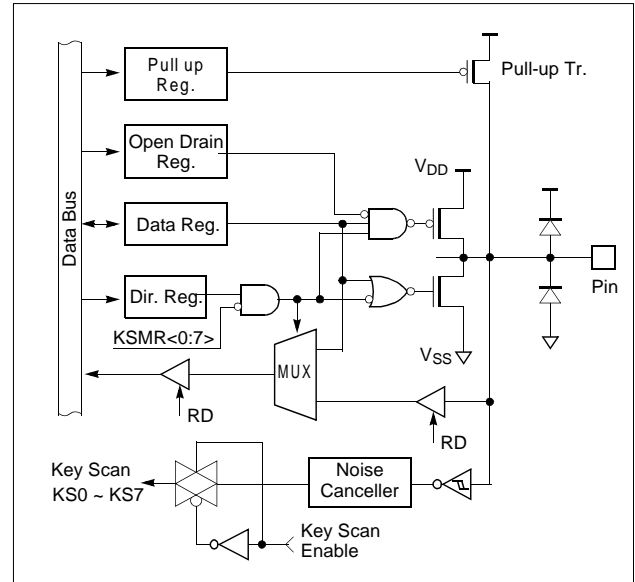 Pull up
Reg.
Pull-up Tr.
Open Drain
Reg.
VDD
Data Bus
Data Reg.
Dir. Reg.
Pin
KSMR<0:7>
MUX
VSS
RD
RD
Key Scan
KS0 ~ KS7
Noise
Canceller
Key Scan
Enable